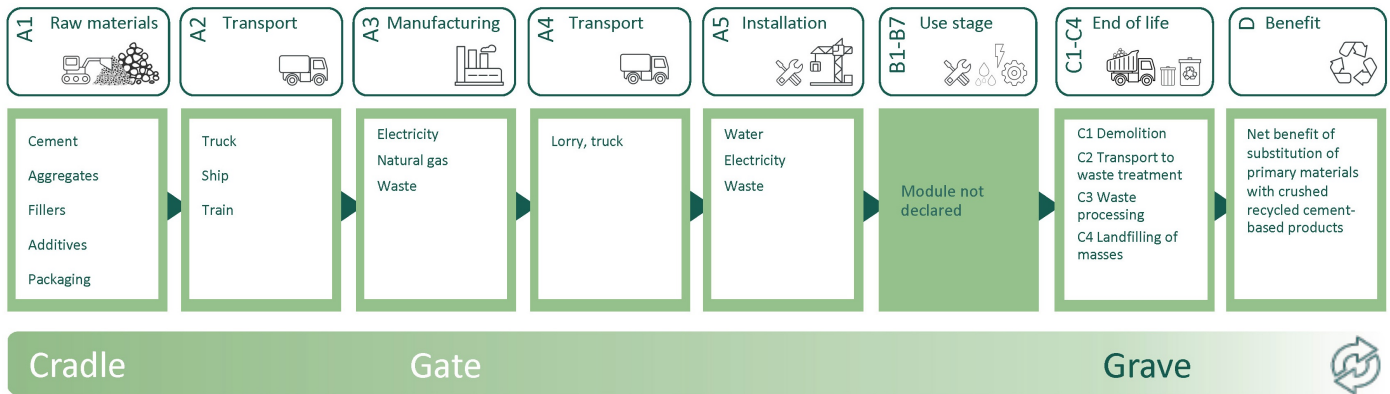 A1 Raw materials
A2 Transport
A3 Manufacturing
A4 Transport
A5 Installation
B1-B7 Use stage
C1-C4 End of life
D Benefit
Cement
Aggregates
Fillers
Additives
Packaging
Truck
Ship
Train
Electricity
Natural gas
Waste
Lorry, truck
Water
Electricity
Waste
Module not
declared
C1 Demolition
C2 Transport to
waste treatment
C3 Waste
processing
C4 Landfilling of
masses
Net benefit of
substitution of
primary materials
with crushed
recycled cement-
based products
Cradle
Gate
Grave